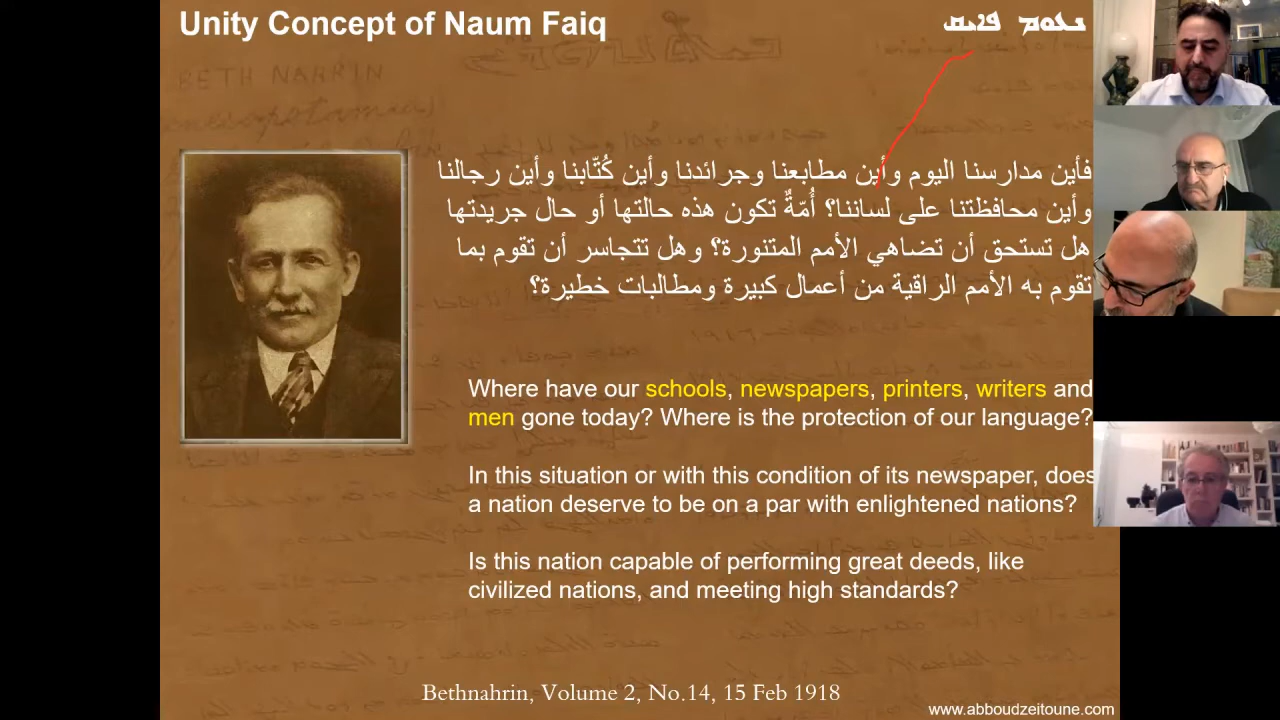 Unity Concept of Naum Faiq
ܢܥܘܡ ܦܐܝܩ
BETH NAHRIN
فأين مدارسنا اليوم وأين مطابعنا وجرائدنا وأين كُتّابنا وأين رجالنا
وأين محافظتنا على لساننا؟ أُمّةٌ تكون هذه حالتها أو حال جريدتها
هل تستحق أن تضاهي الأمم المتنورة؟ وهل تتجاسر أن تقوم بما
تقوم به الأمم الراقية من أعمال كبيرة ومطالبات خطيرة؟
Where have our schools, newspapers, printers, writers and
men gone today? Where is the protection of our language?
In this situation or with this condition of its newspaper, does
a nation deserve to be on a par with enlightened nations?
Is this nation capable of performing great deeds, like
civilized nations, and meeting high standards?
Bethnahrin, Volume 2, No.14, 15 Feb 1918
www.abboudzeitoune.com